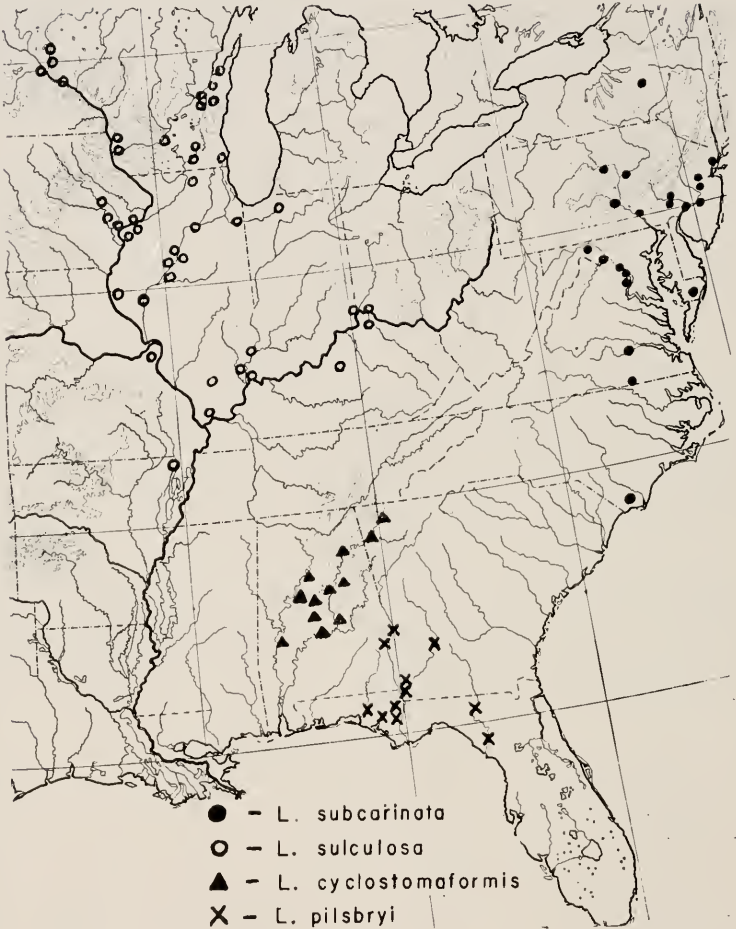 ● – L. subcarinata
○ – L. sulculosa
▲ – L. cyclostomaformis
X – L. pilsbryi